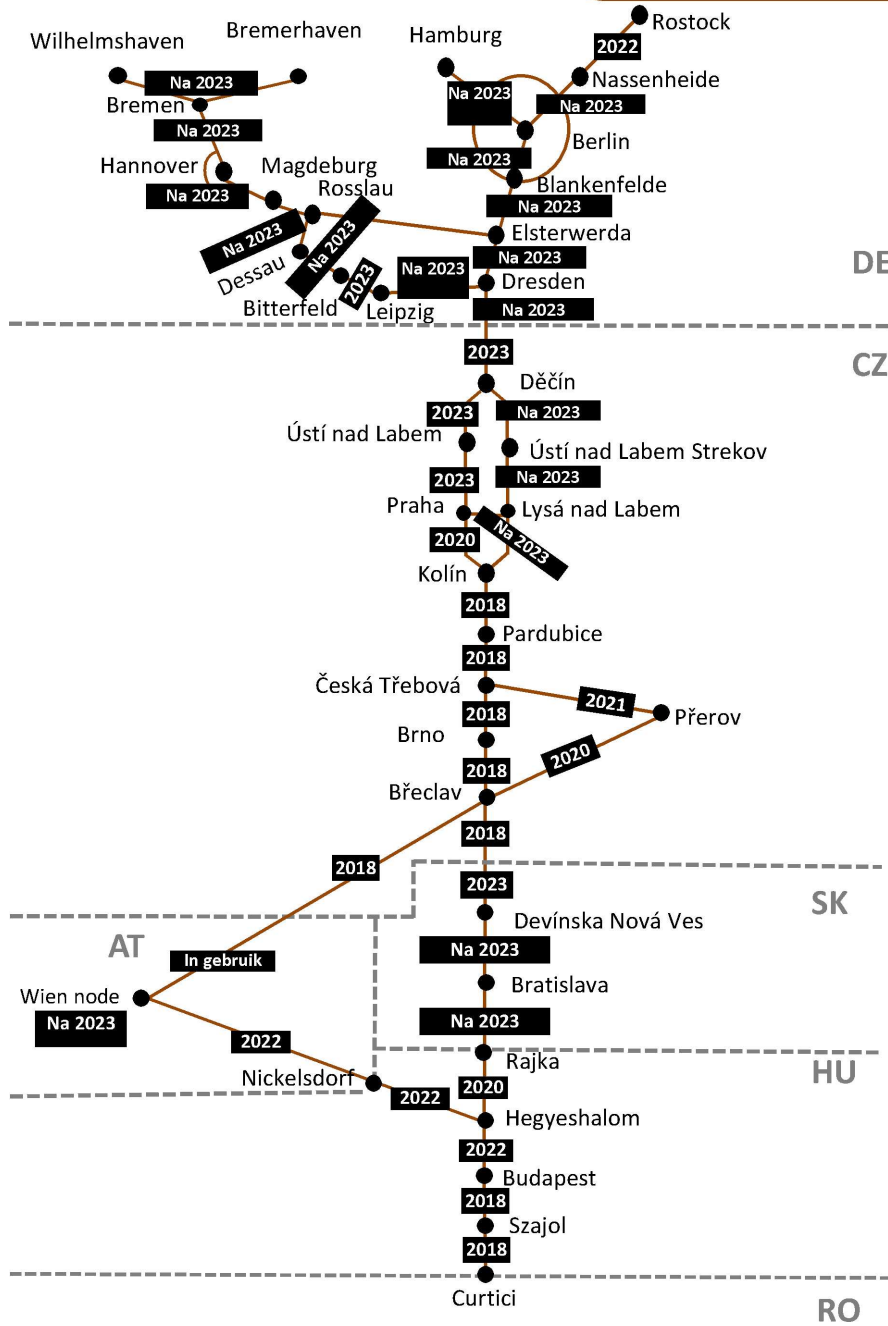 Rostock
Hamburg
Bremerhaven
Wilhelmshaven
2022
Nassenheide
Na 2023
Na 2023
Na 2023
Bremen
Na 2023
Berlin
Hannover
Magdeburg
Na 2023
Blankenfelde
Na 2023
Rosslau
Na 2023
Elsterwerda
Na 2023
Na 2023
Na 2023
Na 2023
DE
Dessau
2023
Dresden
Bitterfeld
Leipzig
Na 2023
2023
CZ
Děčín
2023
Na 2023
Ústí nad Labem
Ústí nad Labem Strekov
2023
Na 2023
Praha
Lysá nad Labem
2020
Na 2023
Kolín
2018
Pardubice
2018
Česká Třebová
2021
2018
Přerov
Brno
2020
2018
Břeclav
2018
2018
2023
SK
Devínska Nová Ves
AT
Na 2023
In gebruik
Bratislava
Wien node
Na 2023
Na 2023
2022
Rajka
Nickelsdorf
2020
HU
2022
Hegyeshalom
2022
Budapest
2018
Szajol
2018
Curtici
RO